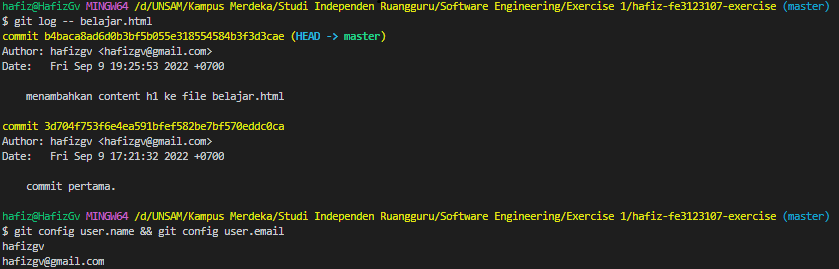 hafiz@HafizGv MINGW64 /d/UNSAM/Kampus Merdeka/Studi Independen Ruangguru/Software Engineering/Exercise 1/hafiz-fe3123107-exercise (master)
$ git log -- belajar.html
commit b4baca8ad6d0b3bf5b055e318554584b3f3d3cae (HEAD -> master)
Author: hafizgv <hafizgv@gmail.com>
Date:   Fri Sep 9 19:25:53 2022 +0700

    menambahkan content h1 ke file belajar.html

commit 3d704f753f6e4ea591bfef582be7bf570eddc0ca
Author: hafizgv <hafizgv@gmail.com>
Date:   Fri Sep 9 17:21:32 2022 +0700

    commit pertama.

hafiz@HafizGv MINGW64 /d/UNSAM/Kampus Merdeka/Studi Independen Ruangguru/Software Engineering/Exercise 1/hafiz-fe3123107-exercise (master)
$ git config user.name && git config user.email
hafizgv
hafizgv@gmail.com